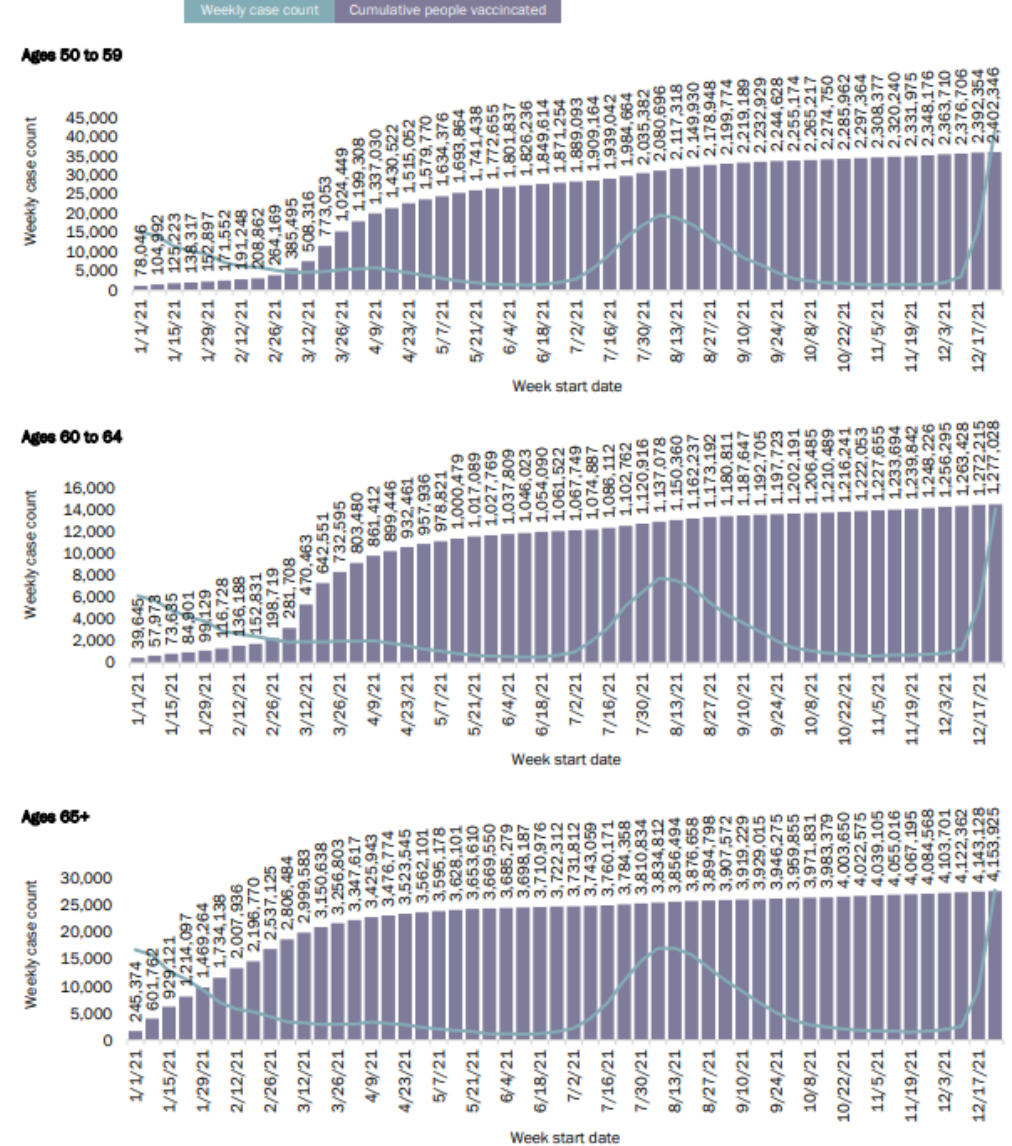 Weekly case count Cumulative people vaccincated
Ages 50 to 59
Weekly case count
45,000
40,000
35,000
30,000
25,000
20,000
15,000
10,000
5,000
0
78,046 104,992 125,223 138,317 152,897 171,552 191,248 208,862 264,169 385,495 508,316 773,053 1,024,449 1,199,308 1,337,030 1,430,522 1,515,052 1,579,770 1,634,376 1,693,864 1,741,438 1,772,655 1,801,837 1,826,236 1,849,614 1,871,254 1,889,093 1,909,164 1,939,042 1,984,664 2,035,382 2,080,696 2,117,318 2,149,930 2,178,948 2,199,774 2,219,189 2,232,929 2,244,628 2,255,174 2,265,217 2,274,750 2,285,962 2,297,364 2,308,377 2,320,240 2,331,975 2,348,176 2,363,710 2,376,706 2,392,354 2,402,346
1/1/21 1/15/21 1/29/21 2/12/21 2/26/21 3/12/21 3/26/21 4/9/21 4/23/21 5/7/21 5/21/21 6/4/21 6/18/21 7/2/21 7/16/21 7/30/21 8/13/21 8/27/21 9/10/21 9/24/21 10/8/21 10/22/21 11/5/21 11/19/21 12/3/21 12/17/21
Week start date
Ages 60 to 64
Weekly case count
16,000
14,000
12,000
10,000
8,000
6,000
4,000
2,000
0
39,645 57,973 73,635 84,901 99,129 116,728 136,188 152,831 198,719 281,708 470,463 642,551 732,595 803,480 861,412 899,446 932,461 957,936 978,821 1,000,479 1,017,089 1,027,769 1,037,809 1,046,023 1,054,090 1,061,522 1,067,749 1,074,887 1,086,112 1,102,762 1,120,916 1,137,078 1,150,360 1,162,237 1,173,192 1,180,811 1,187,647 1,192,705 1,197,723 1,202,191 1,206,485 1,210,489 1,216,241 1,222,053 1,227,655 1,233,694 1,239,842 1,248,226 1,256,295 1,263,428 1,272,215 1,277,028
1/1/21 1/15/21 1/29/21 2/12/21 2/26/21 3/12/21 3/26/21 4/9/21 4/23/21 5/7/21 5/21/21 6/4/21 6/18/21 7/2/21 7/16/21 7/30/21 8/13/21 8/27/21 9/10/21 9/24/21 10/8/21 10/22/21 11/5/21 11/19/21 12/3/21 12/17/21
Week start date
Ages 65+
Weekly case count
30,000
25,000
20,000
15,000
10,000
5,000
0
245,374 601,762 929,121 1,214,097 1,469,264 1,734,138 2,007,936 2,196,770 2,537,125 2,806,484 2,999,583 3,150,638 3,256,803 3,347,617 3,425,943 3,476,774 3,523,545 3,562,101 3,595,178 3,628,101 3,653,610 3,669,550 3,685,279 3,698,187 3,710,976 3,722,312 3,731,812 3,743,059 3,760,171 3,784,358 3,810,834 3,834,812 3,856,494 3,876,658 3,894,798 3,907,572 3,919,229 3,929,015 3,946,275 3,959,855 3,971,831 3,983,379 4,003,650 4,022,575 4,039,105 4,055,016 4,067,195 4,084,568 4,103,701 4,122,362 4,143,128 4,153,925
1/1/21 1/15/21 1/29/21 2/12/21 2/26/21 3/12/21 3/26/21 4/9/21 4/23/21 5/7/21 5/21/21 6/4/21 6/18/21 7/2/21 7/16/21 7/30/21 8/13/21 8/27/21 9/10/21 9/24/21 10/8/21 10/22/21 11/5/21 11/19/21 12/3/21 12/17/21
Week start date